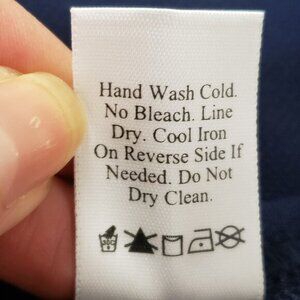 Hand Wash Cold.
No Bleach. Line
Dry. Cool Iron
On Reverse Side If
Needed. Do Not
Dry Clean.